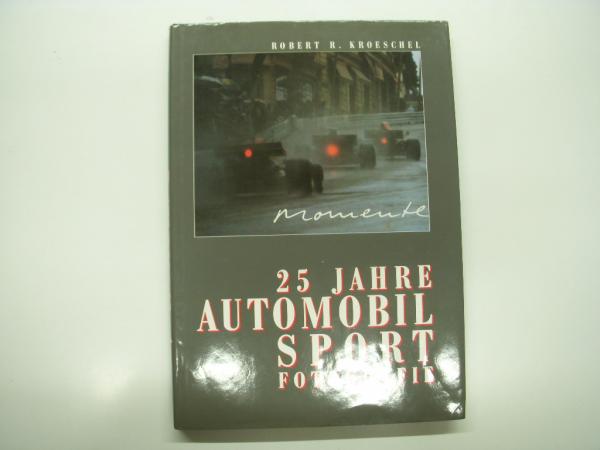 ROBERT R. KROESCHEL
momente
25 JAHRE
AUTOMOBIL
SPORT